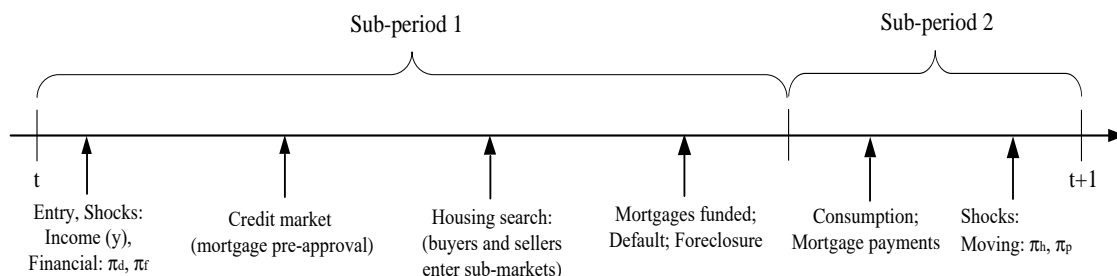 Sub-period 1
Sub-period 2
t
t+1
Entry, Shocks:
Income (y),
Financial: πd, πf
Credit market
(mortgage pre-approval)
Housing search:
(buyers and sellers
enter sub-markets)
Mortgages funded;
Default; Foreclosure
Consumption;
Mortgage payments
Shocks:
Moving: πh, πp